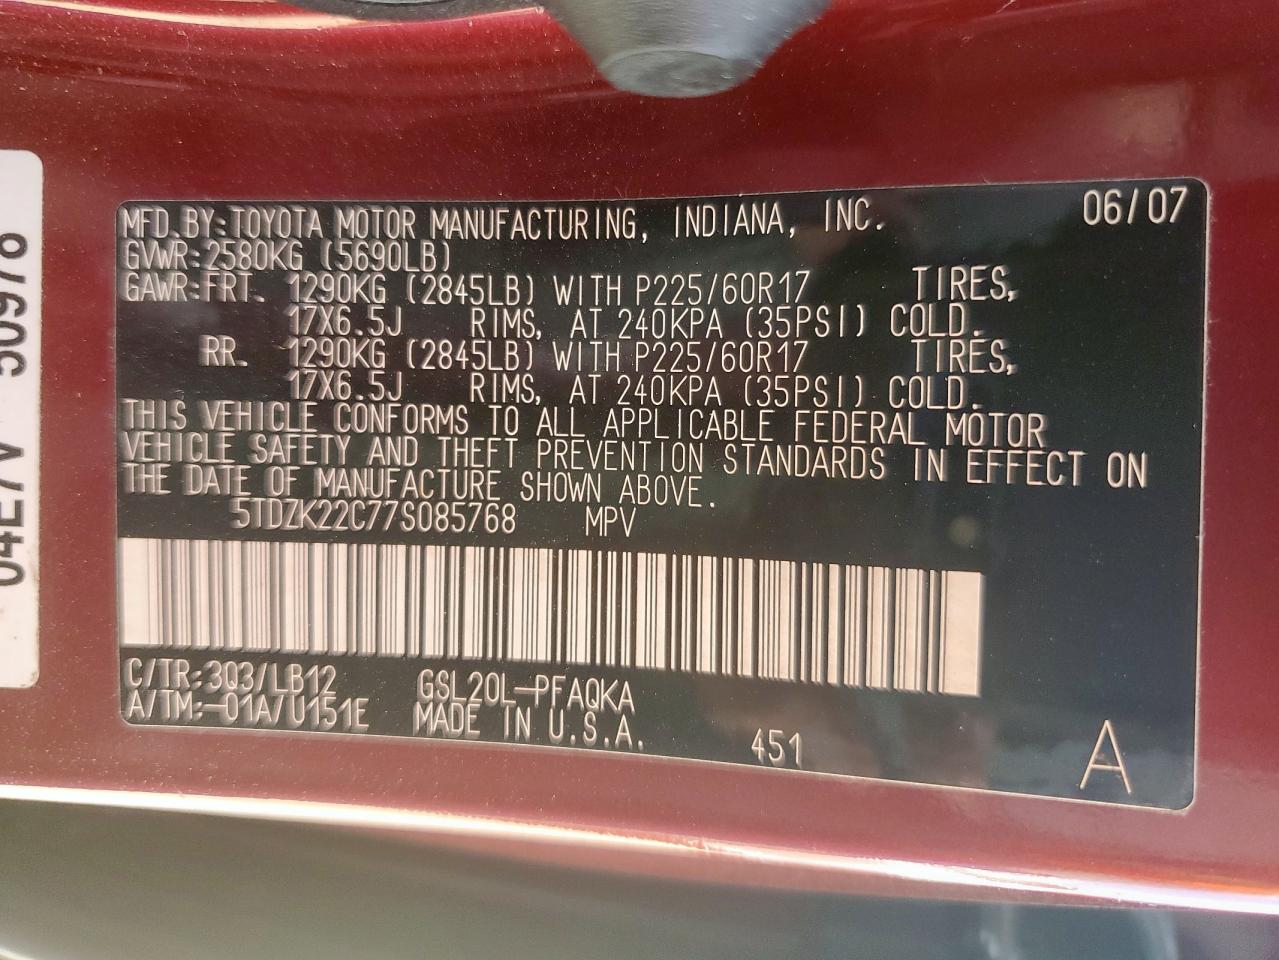 MFD.BY:TOYOTA MOTOR MANUFACTURING, INDIANA, INC. 06/07
GVWR:2580KG (5690LB)
GAWR:FRT. 1290KG (2845LB) WITH P225/60R17 TIRES,
17X6.5J RIMS, AT 240KPA (35PSI) COLD.
RR. 1290KG (2845LB) WITH P225/60R17 TIRES,
17X6.5J RIMS, AT 240KPA (35PSI) COLD.
THIS VEHICLE CONFORMS TO ALL APPLICABLE FEDERAL MOTOR
VEHICLE SAFETY AND THEFT PREVENTION STANDARDS IN EFFECT ON
THE DATE OF MANUFACTURE SHOWN ABOVE.
5TDZK22C77S085768 MPV
C/TR:3Q3/LB12 GSL20L-PFAQKA
A/TM:-01A/U151E MADE IN U.S.A. 451 A
04E7V 50978